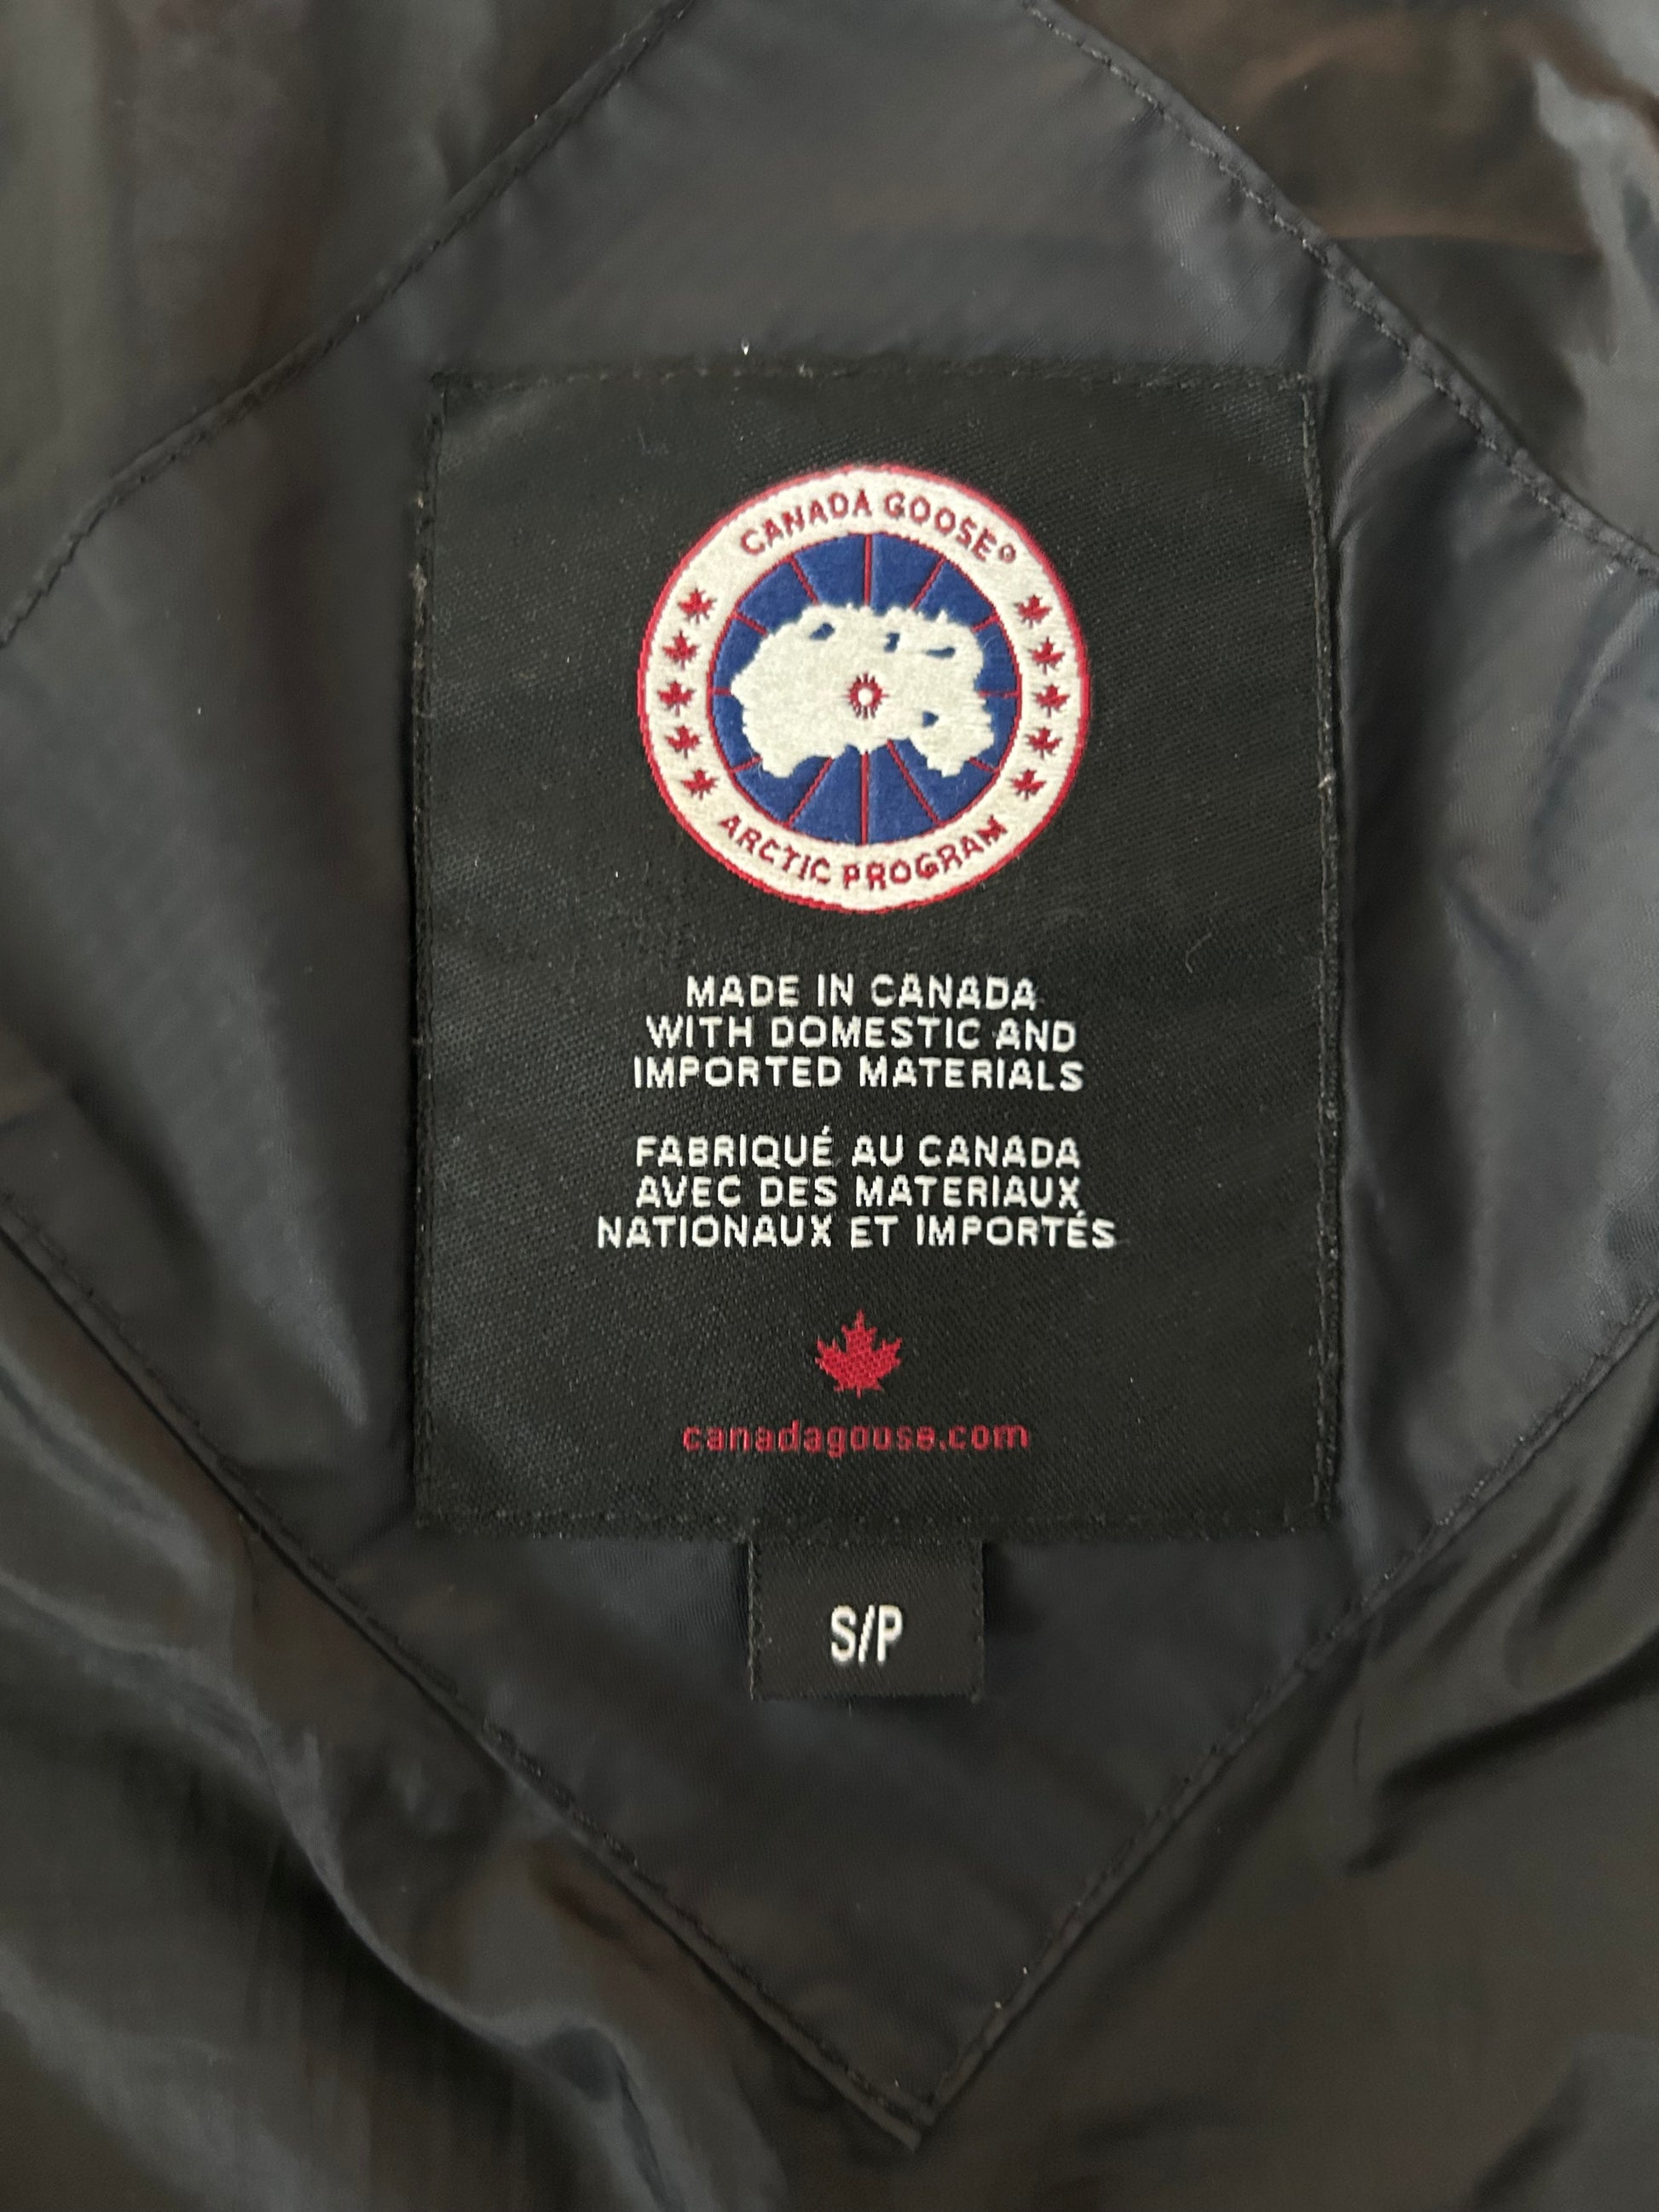 CANADA GOOSE®
ARCTIC PROGRAM
MADE IN CANADA
WITH DOMESTIC AND
IMPORTED MATERIALS
FABRIQUÉ AU CANADA
AVEC DES MATERIAUX
NATIONAUX ET IMPORTÉS
canadagouse.com
S/P